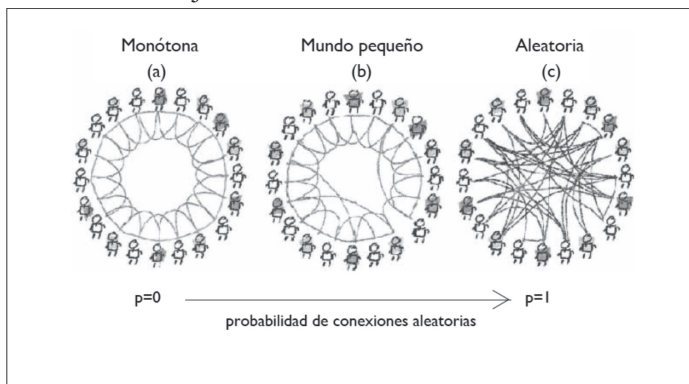 Monótona Mundo pequeño Aleatoria
(a) (b) (c)
p=0 p=1
probabilidad de conexiones aleatorias